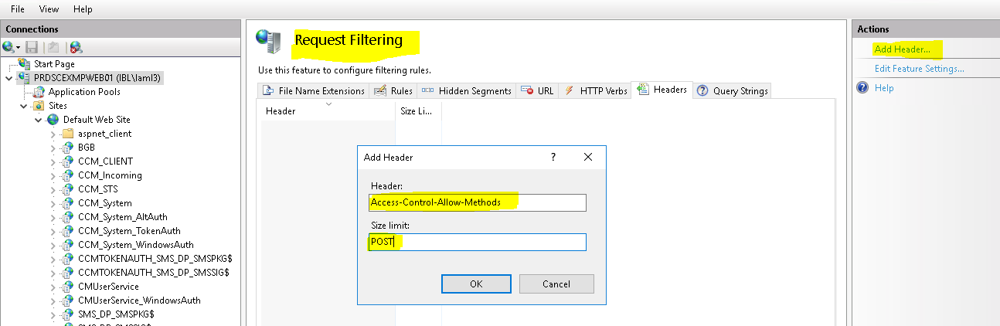 File View Help
Connections
Start Page
PRDSCEXMPWEB01 (IBL\laml3)
Application Pools
Sites
Default Web Site
aspnet_client
BGB
CCM_CLIENT
CCM_Incoming
CCM_STS
CCM_System
CCM_System_AltAuth
CCM_System_TokenAuth
CCM_System_WindowsAuth
CCMTOKENAUTH_SMS_DP_SMSPKG$
CCMTOKENAUTH_SMS_DP_SMSSIG$
CMUserService
CMUserService_WindowsAuth
SMS_DP_SMSPKG$
Request Filtering
Use this feature to configure filtering rules.
File Name Extensions Rules Hidden Segments URL HTTP Verbs Headers Query Strings
Header Size Li...
Add Header ?
Header:
Access-Control-Allow-Methods
Size limit:
POST
OK Cancel
Actions
Add Header...
Edit Feature Settings...
Help